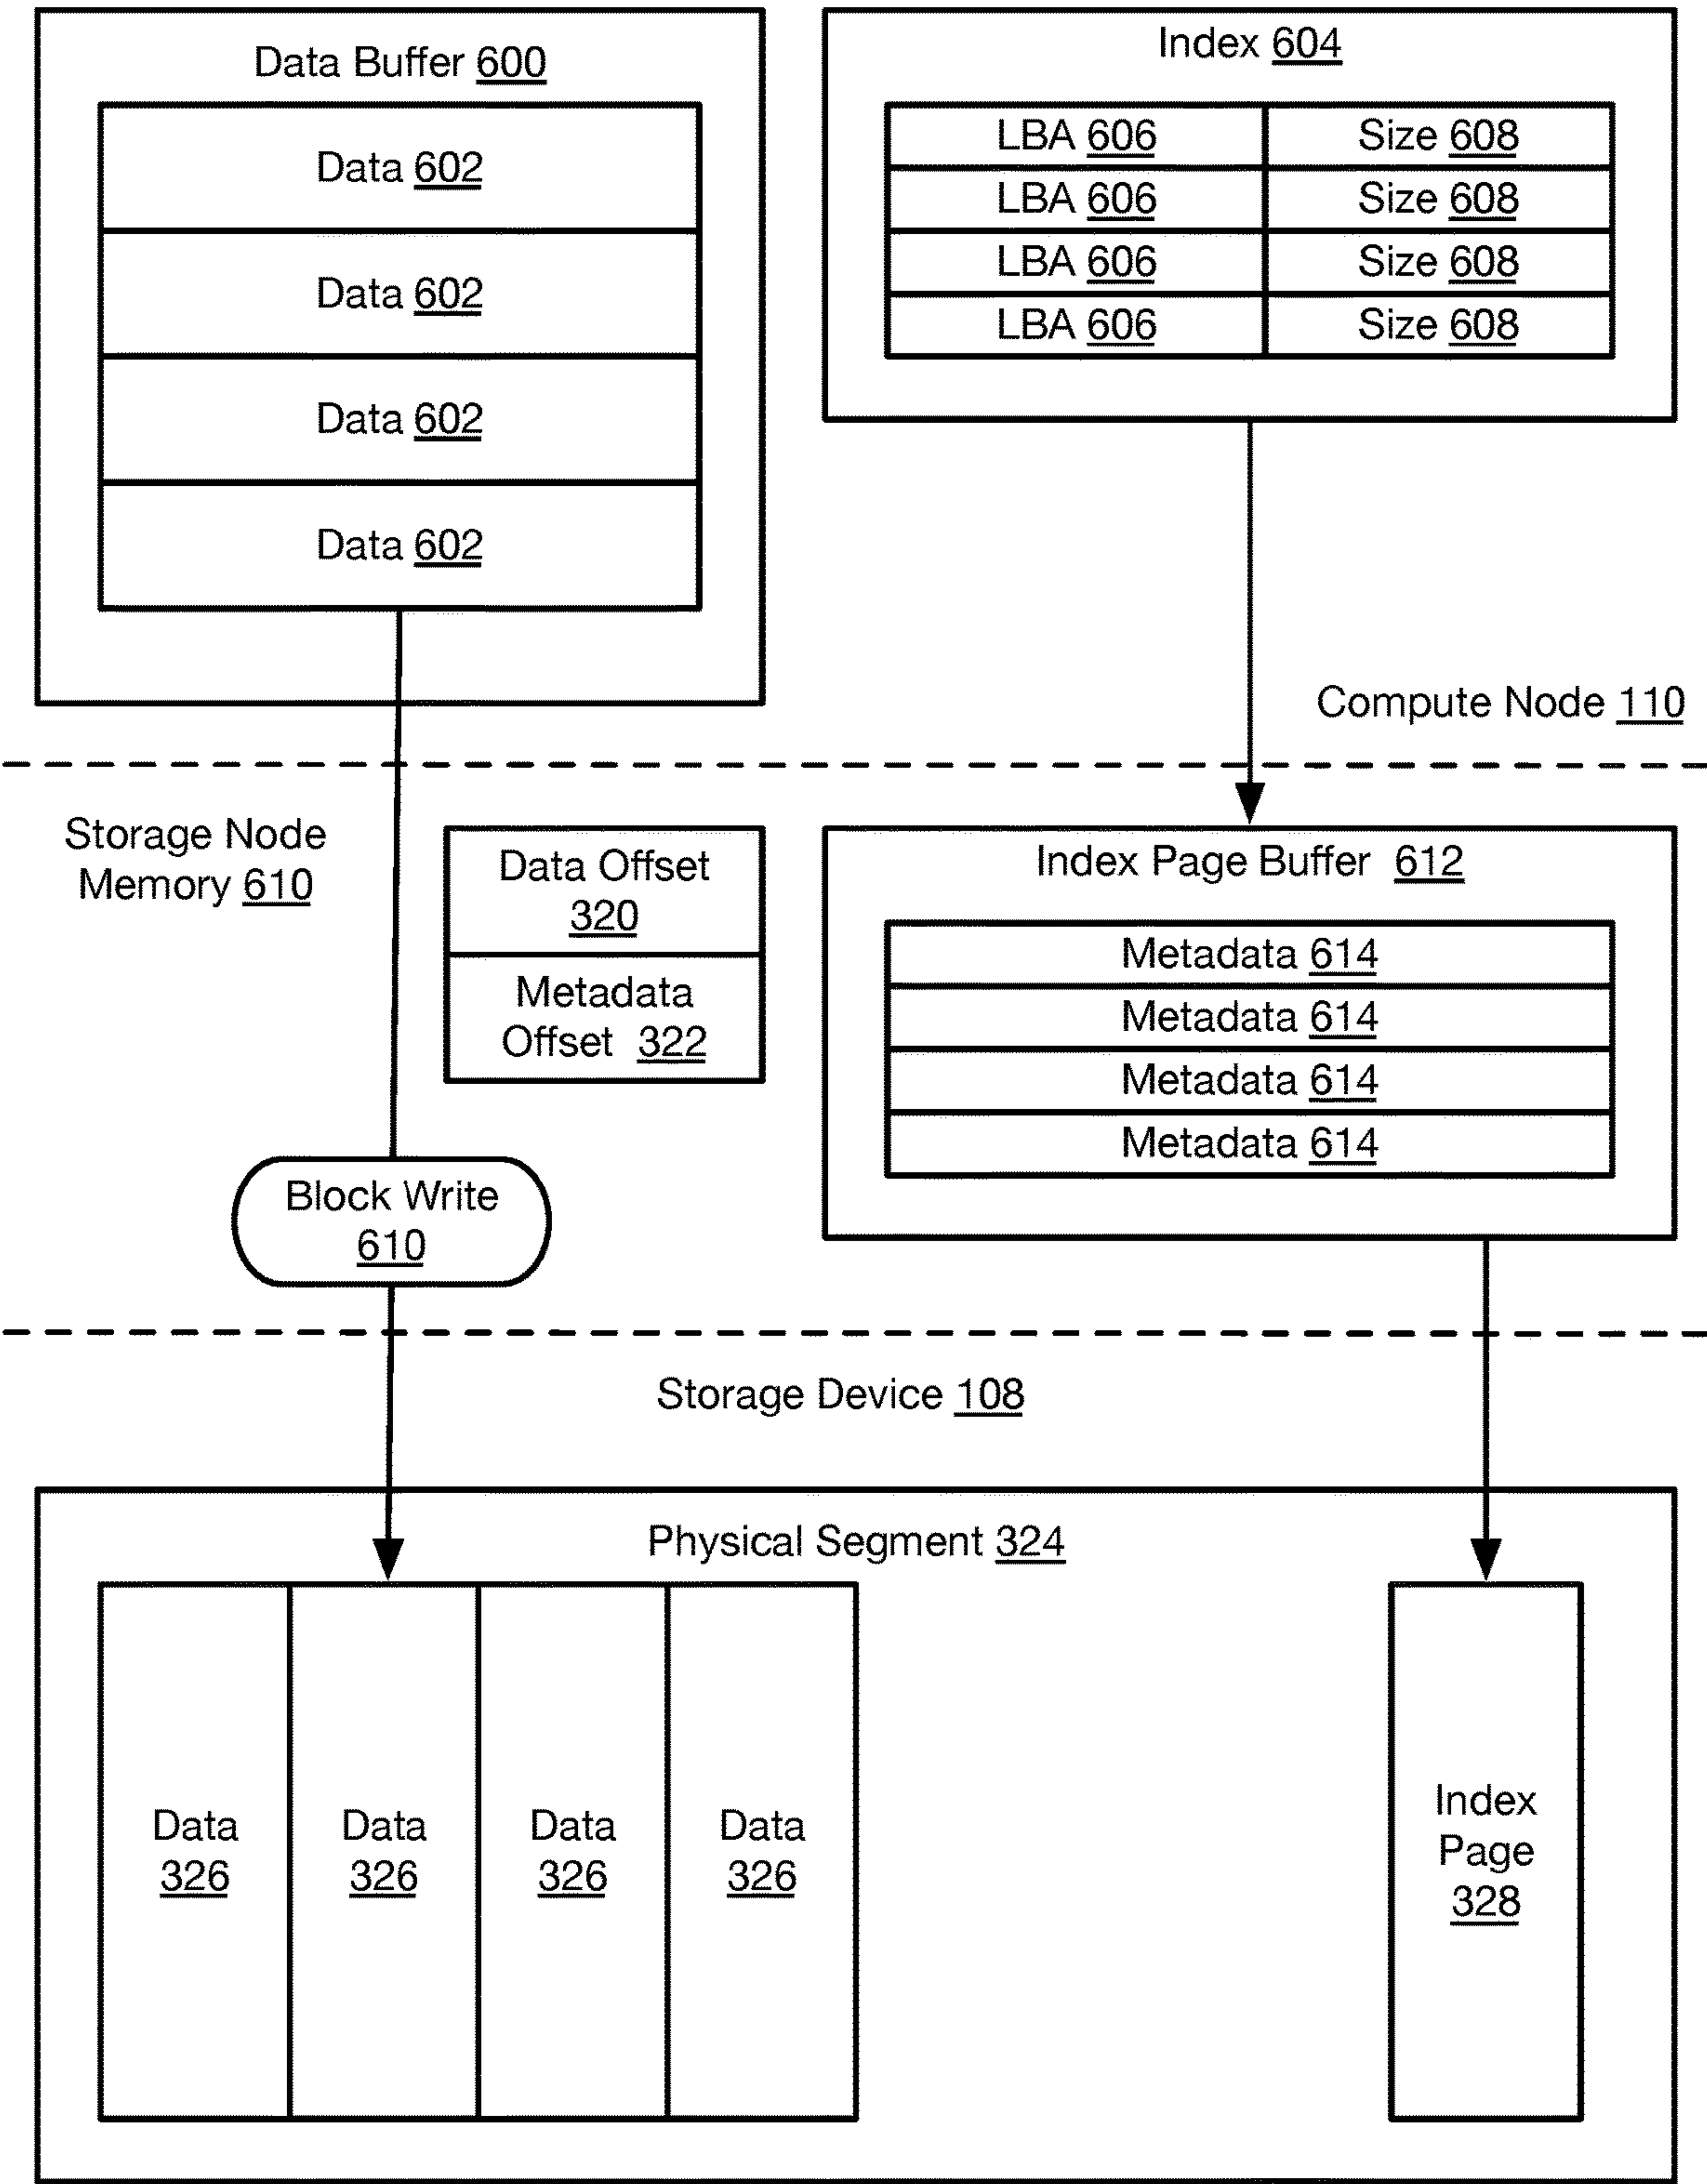 Data Buffer 600
Data 602
Data 602
Data 602
Data 602
Index 604
LBA 606 Size 608
LBA 606 Size 608
LBA 606 Size 608
LBA 606 Size 608
Compute Node 110
Storage Node
Memory 610
Data Offset
320
Metadata
Offset 322
Index Page Buffer 612
Metadata 614
Metadata 614
Metadata 614
Metadata 614
Block Write
610
Storage Device 108
Physical Segment 324
Data
326
Data
326
Data
326
Data
326
Index
Page
328